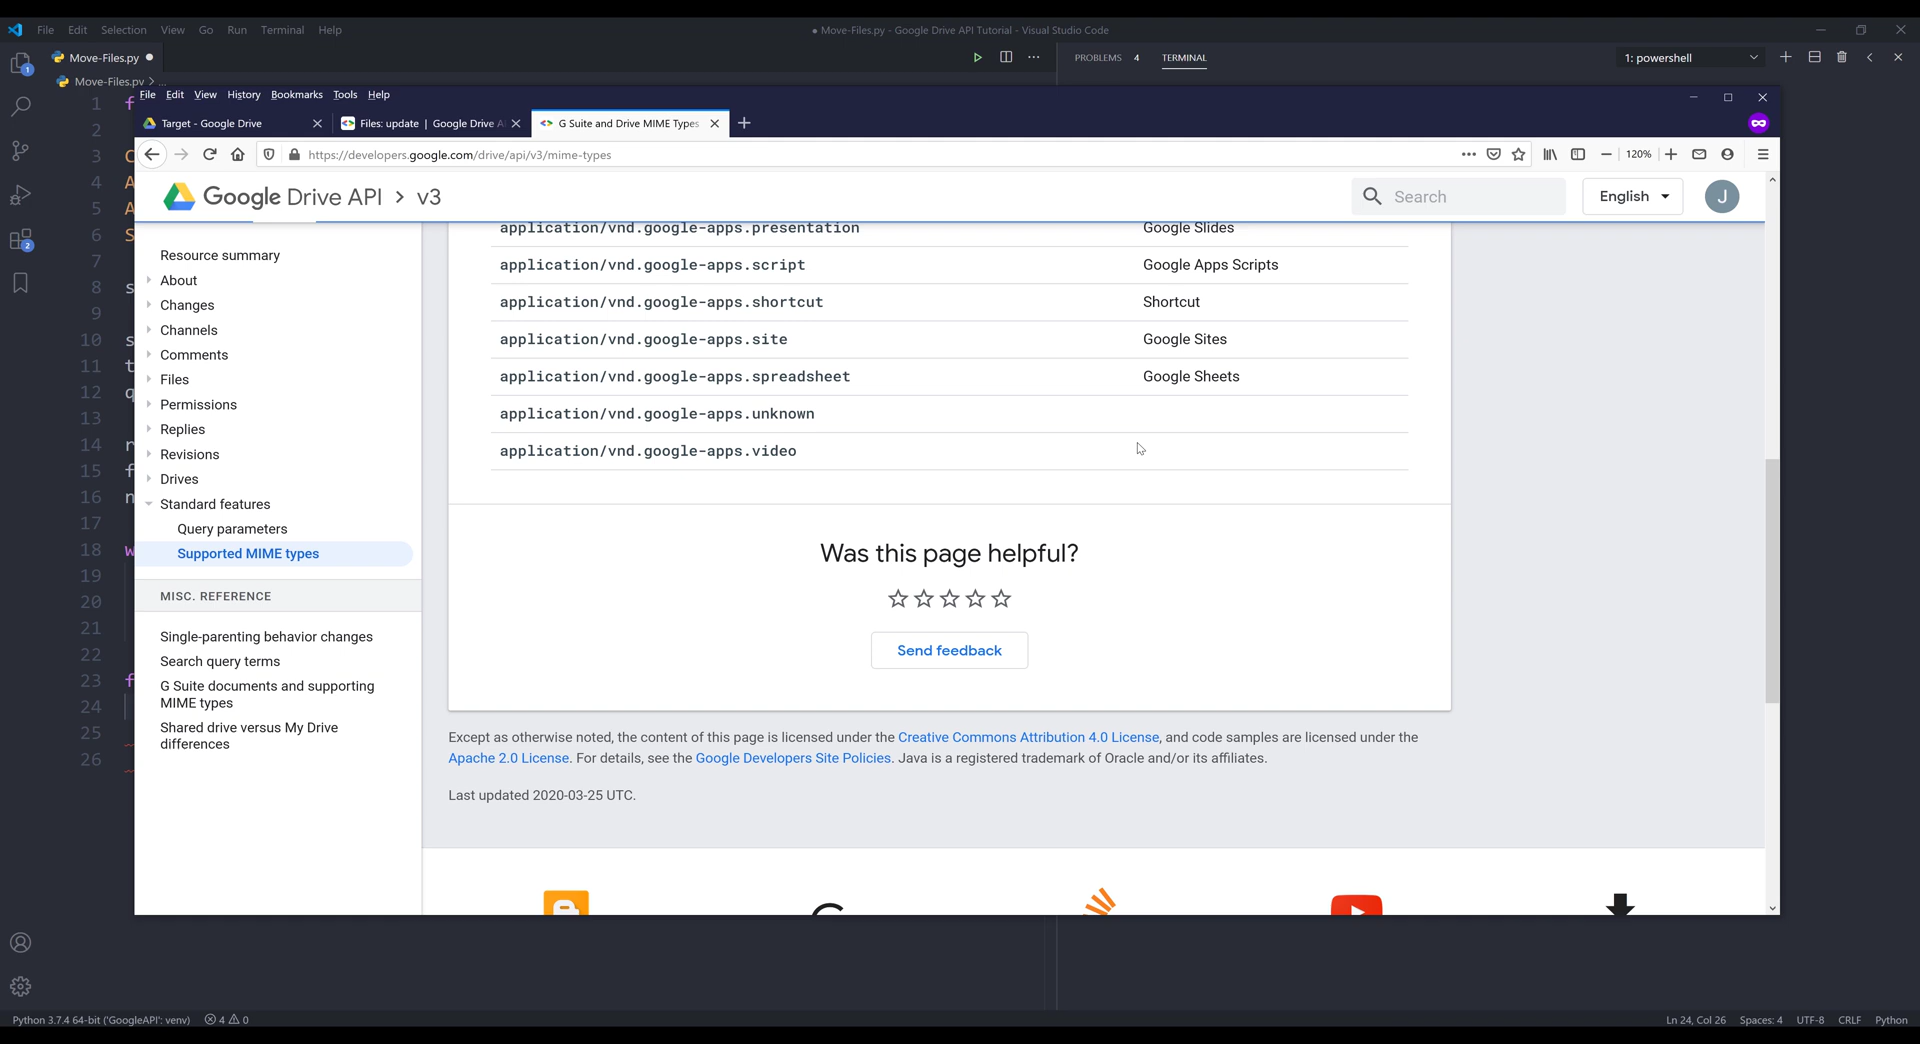 File Edit Selection View Go Run Terminal Help
● Move-Files.py - Google Drive API Tutorial - Visual Studio Code
1
Move-Files.py ●
PROBLEMS 4 TERMINAL
1: powershell
Move-Files.py > ...
1 f
2
3 C
4 A
5 A
6 S
7
8 s
9
10 s
11 t
12 q
13
14 r
15 f
16 n
17
18 w
19
20
21
22
23 f
24
25
26
2
File Edit View History Bookmarks Tools Help
Target - Google Drive
Files: update | Google Drive A
G Suite and Drive MIME Types
https://developers.google.com/drive/api/v3/mime-types
120%
Google Drive API > v3
Search
English
J
Resource summary
About
Changes
Channels
Comments
Files
Permissions
Replies
Revisions
Drives
Standard features
Query parameters
Supported MIME types
MISC. REFERENCE
Single-parenting behavior changes
Search query terms
G Suite documents and supporting
MIME types
Shared drive versus My Drive
differences
application/vnd.google-apps.presentation Google Slides
application/vnd.google-apps.script Google Apps Scripts
application/vnd.google-apps.shortcut Shortcut
application/vnd.google-apps.site Google Sites
application/vnd.google-apps.spreadsheet Google Sheets
application/vnd.google-apps.unknown
application/vnd.google-apps.video
Was this page helpful?
Send feedback
Except as otherwise noted, the content of this page is licensed under the Creative Commons Attribution 4.0 License, and code samples are licensed under the
Apache 2.0 License. For details, see the Google Developers Site Policies. Java is a registered trademark of Oracle and/or its affiliates.
Last updated 2020-03-25 UTC.
Python 3.7.4 64-bit ('GoogleAPI': venv) 4 0
Ln 24, Col 26 Spaces: 4 UTF-8 CRLF Python